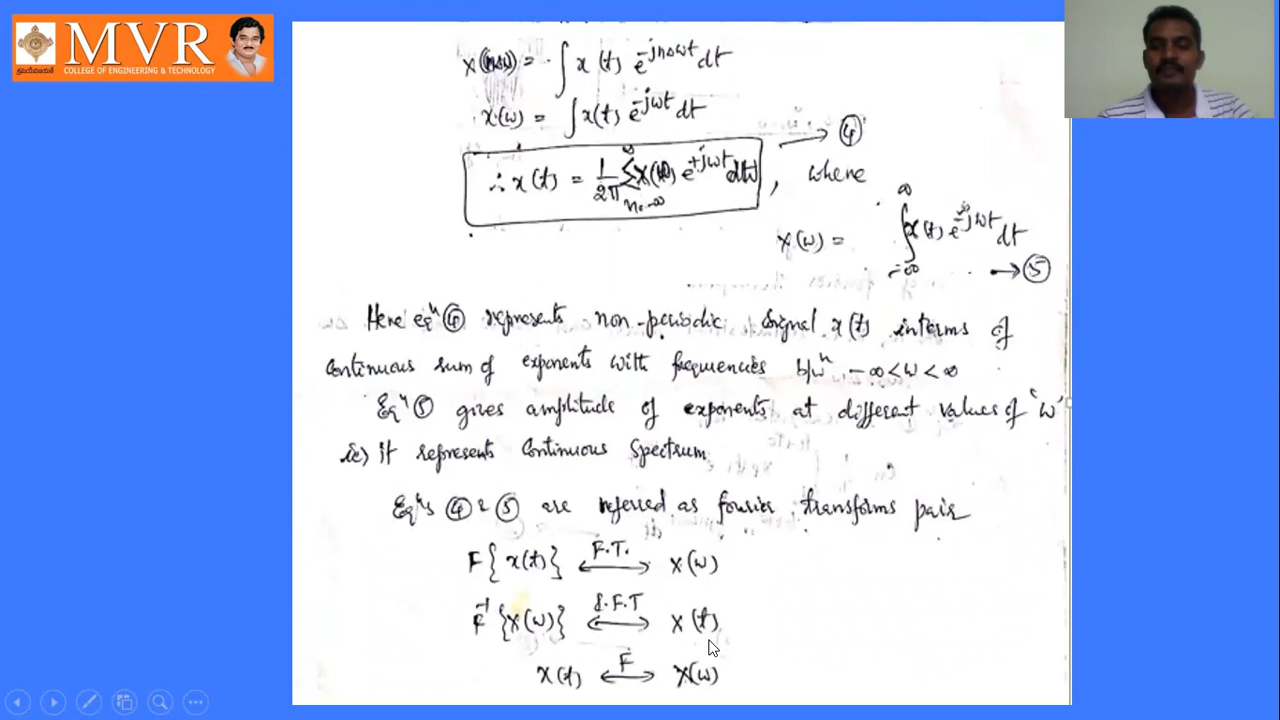 MVR
COLLEGE OF ENGINEERING & TECHNOLOGY
= ∫ x(t) e^-jnωt dt
x(ω) = ∫ x(t) e^-jωt dt
∴ x(t) = 1/2π ∑ n=-∞ ∞ e^+jωt dω , where → ④
X(ω) = ∫ -∞ ∞ x(t) e^-jωt dt
→ ⑤
Here eqⁿ ④ represents non-periodic signal x(t) interms of
continuous sum of exponents with frequencies b/wⁿ -∞<ω<∞
Eqⁿ ⑤ gives amplitude of exponents at different values of 'ω'
ie) it represents continuous spectrum
Eqⁿs ④ & ⑤ are referred as fourier transforms pair
F{x(t)} ⟷ F.T. X(ω)
F⁻¹{X(ω)} ⟷ I.F.T x(t)
x(t) ⟷ F X(ω)